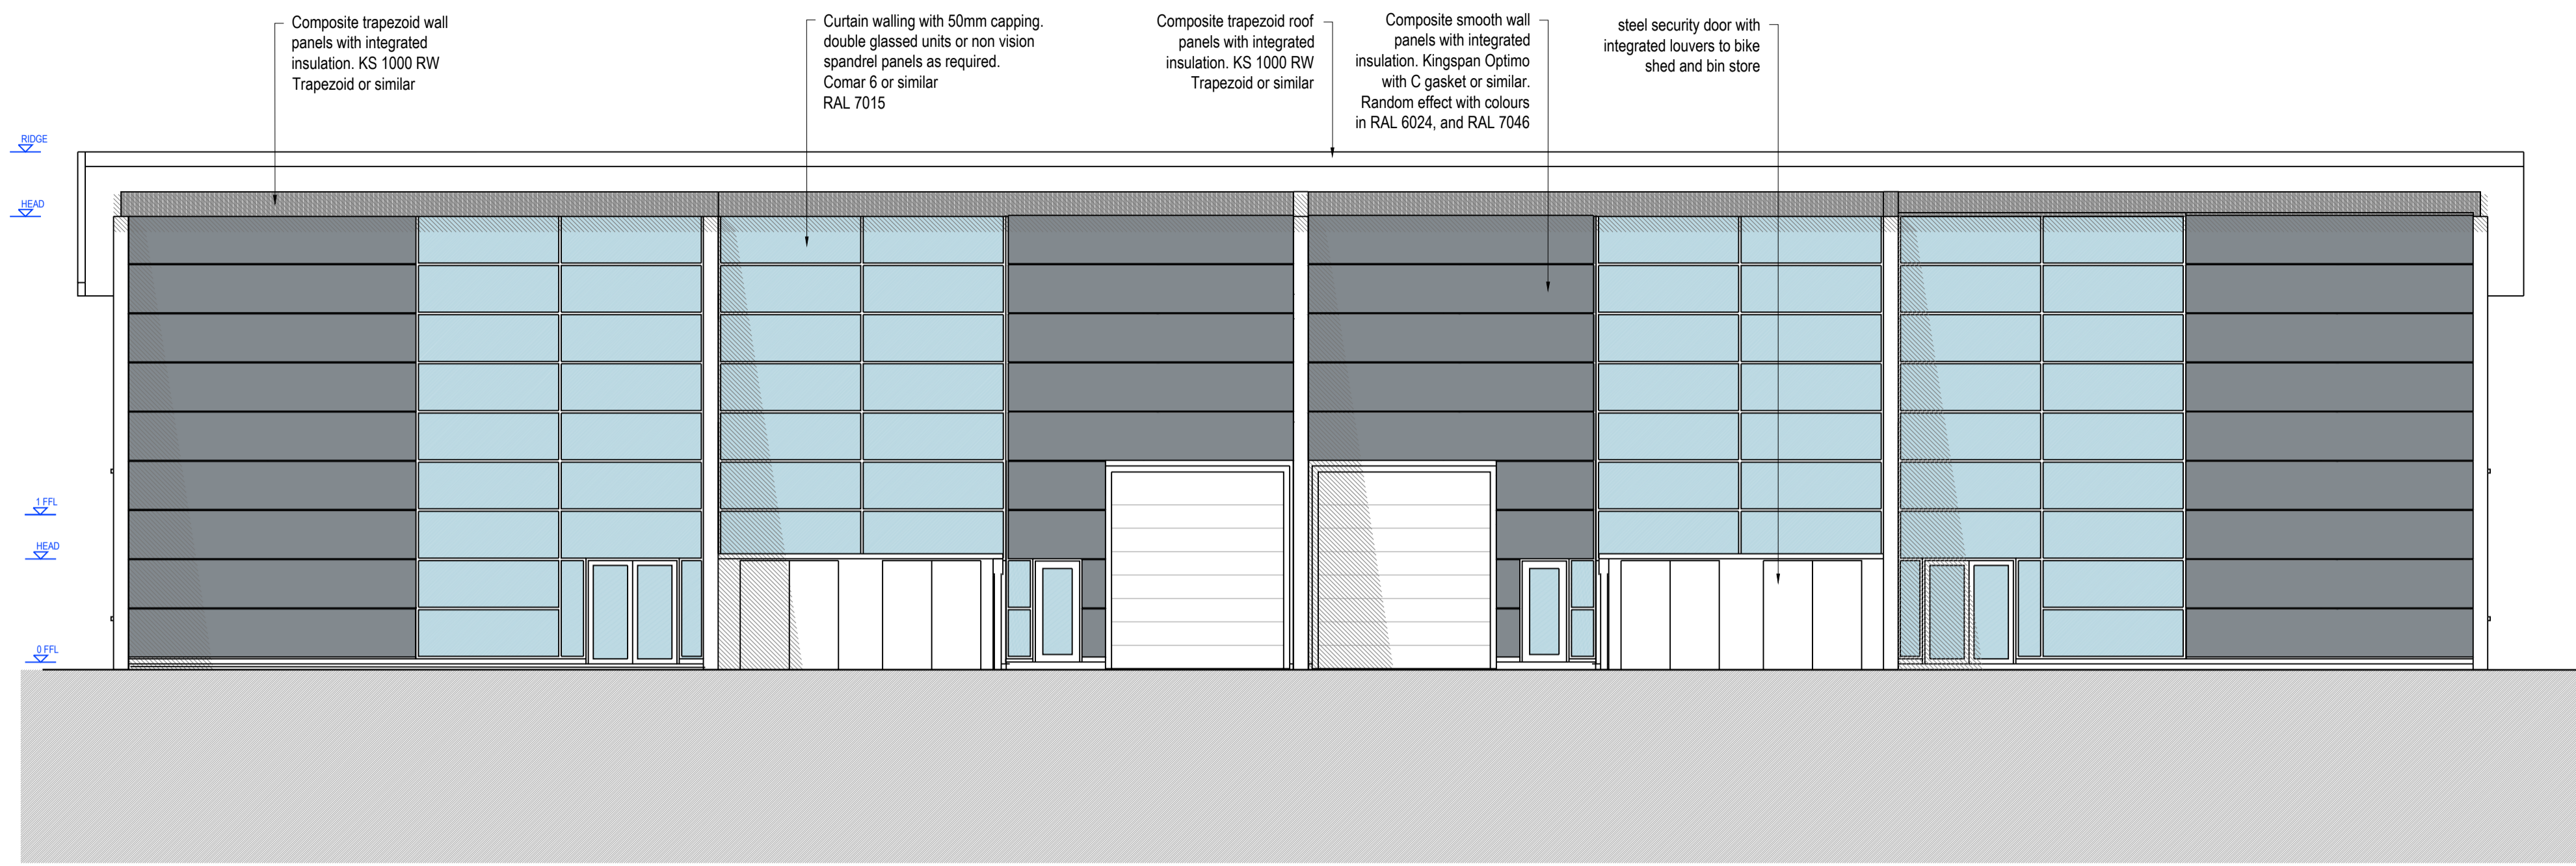 Composite trapezoid wall
panels with integrated
insulation. KS 1000 RW
Trapezoid or similar
Curtain walling with 50mm capping.
double glassed units or non vision
spandrel panels as required.
Comar 6 or similar
RAL 7015
Composite trapezoid roof
panels with integrated
insulation. KS 1000 RW
Trapezoid or similar
Composite smooth wall
panels with integrated
insulation. Kingspan Optimo
with C gasket or similar.
Random effect with colours
in RAL 6024, and RAL 7046
steel security door with
integrated louvers to bike
shed and bin store
RIDGE
HEAD
1 FFL
HEAD
0 FFL